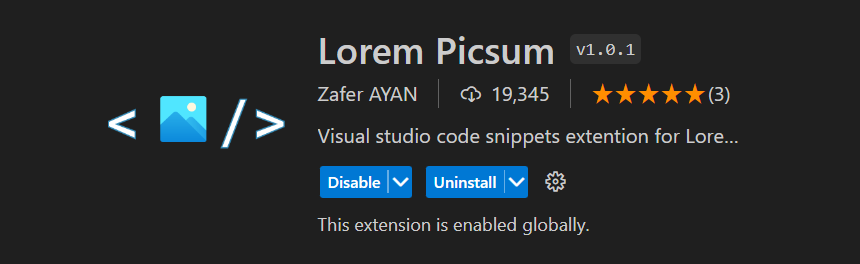 Lorem Picsum v1.0.1
Zafer AYAN 19,345 (3)
Visual studio code snippets extention for Lore...
Disable Uninstall
This extension is enabled globally.